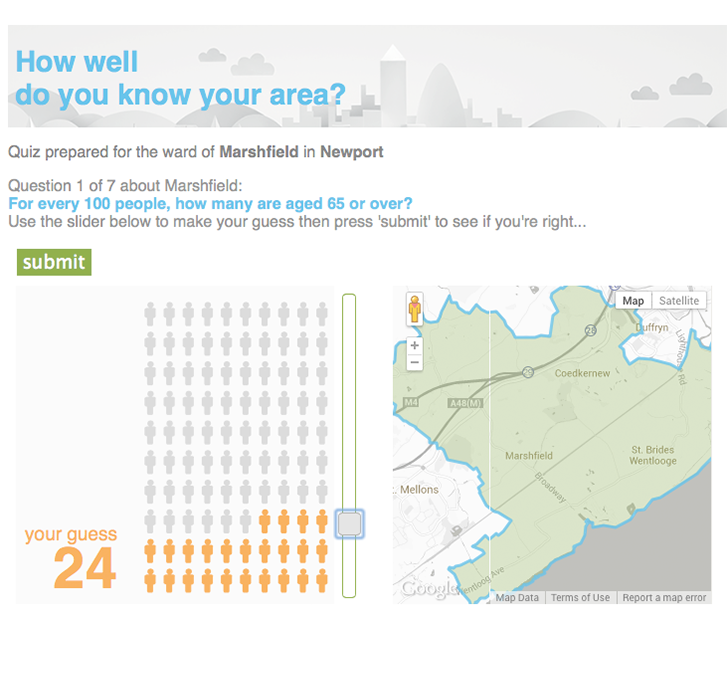 How well
do you know your area?
Quiz prepared for the ward of Marshfield in Newport
Question 1 of 7 about Marshfield:
For every 100 people, how many are aged 65 or over?
Use the slider below to make your guess then press 'submit' to see if you're right...
submit
your guess
24
Map Satellite
+
−
28
Duffryn
Lighthouse Rd
29
Coedkernew
M4
A48(M)
Marshfield
St. Brides
Wentlooge
Broadway
. Mellons
entloog Ave
Google
Map Data Terms of Use Report a map error